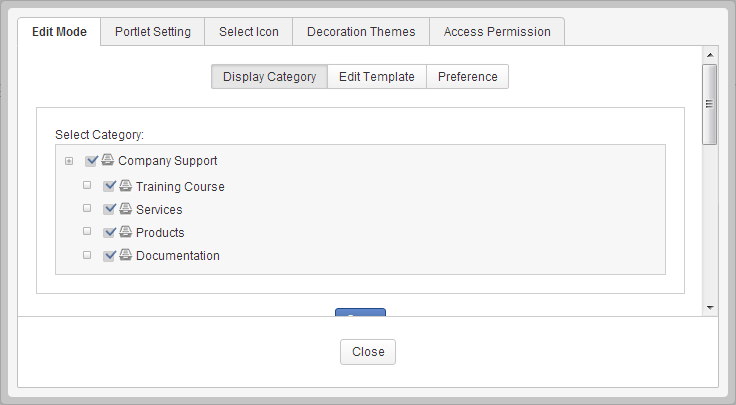 Edit Mode Portlet Setting Select Icon Decoration Themes Access Permission
Display Category Edit Template Preference
Select Category:
Company Support
Training Course
Services
Products
Documentation
Close